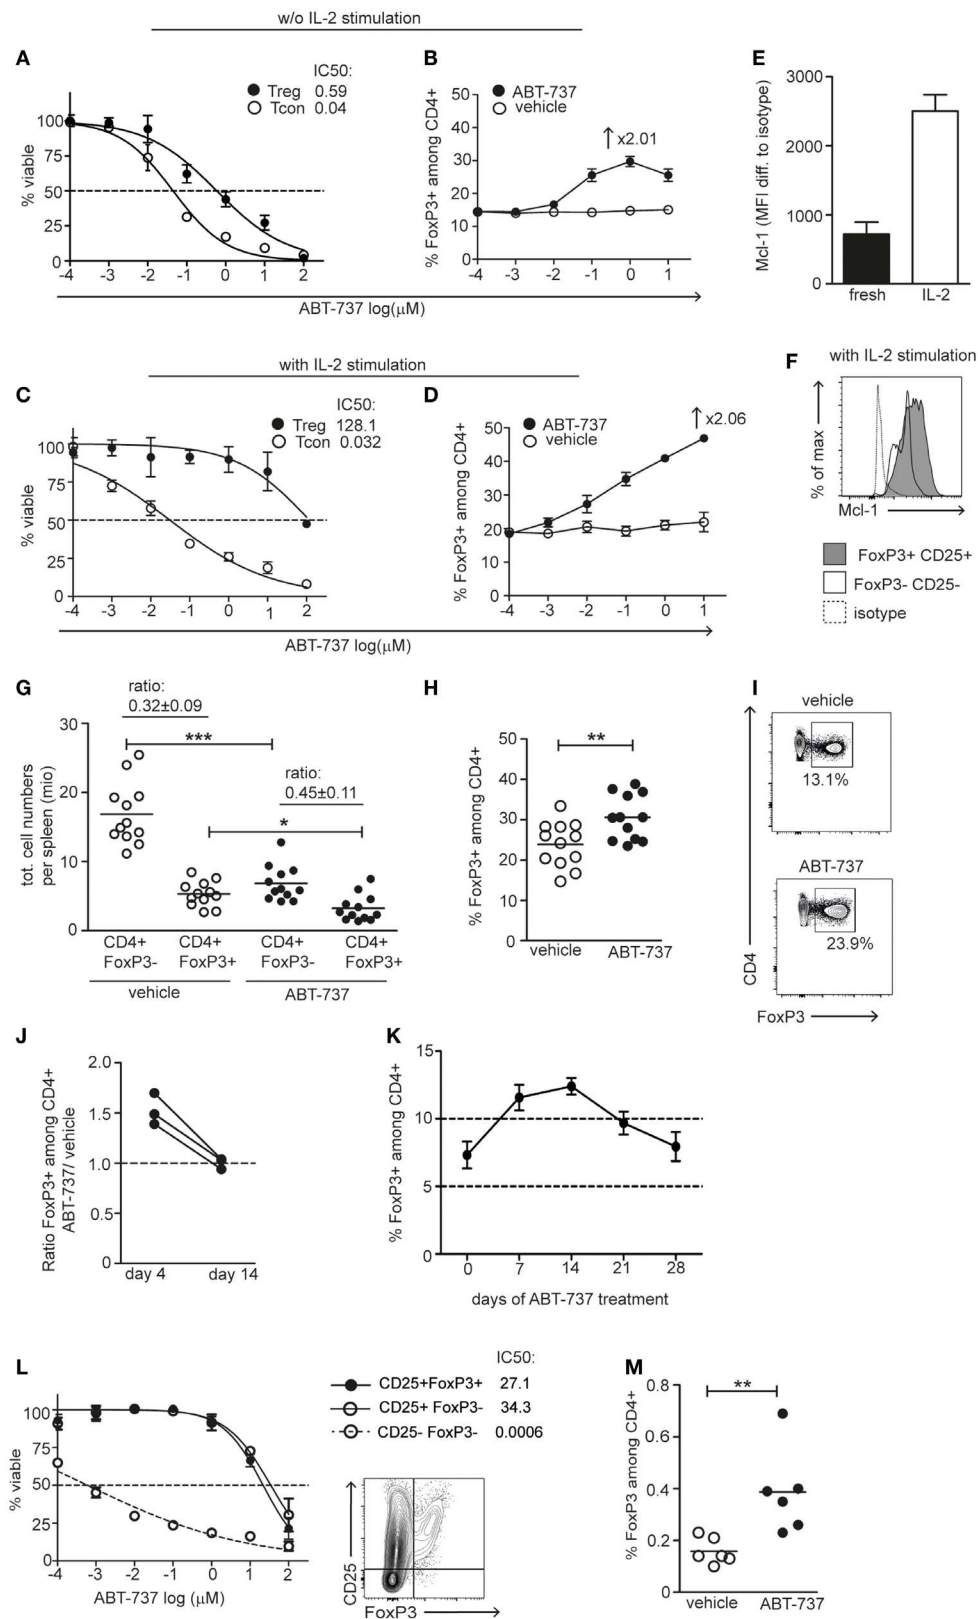 w/o IL-2 stimulation
A
IC50:
Treg 0.59
Tcon 0.04
% viable
100
75
50
25
0
-4 -3 -2 -1 0 1 2
B
ABT-737
vehicle
↑ x2.01
% FoxP3+ among CD4+
50
40
30
20
10
0
-4 -3 -2 -1 0 1
ABT-737 log(μM)
E
Mcl-1 (MFI diff. to isotype)
3000
2000
1000
0
fresh IL-2
with IL-2 stimulation
C
IC50:
Treg 128.1
Tcon 0.032
% viable
100
75
50
25
0
-4 -3 -2 -1 0 1 2
D
ABT-737
vehicle
↑ x2.06
% FoxP3+ among CD4+
50
40
30
20
10
0
-4 -3 -2 -1 0 1
ABT-737 log(μM)
F
with IL-2 stimulation
% of max
Mcl-1
FoxP3+ CD25+
FoxP3- CD25-
isotype
G
ratio:
0.32±0.09
***
ratio:
0.45±0.11
*
tot. cell numbers
per spleen (mio)
30
20
10
0
CD4+ CD4+ CD4+ CD4+
FoxP3- FoxP3+ FoxP3- FoxP3+
vehicle ABT-737
H
**
% FoxP3+ among CD4+
50
40
30
20
10
0
vehicle ABT-737
I
vehicle
13.1%
ABT-737
23.9%
CD4
FoxP3
J
Ratio FoxP3+ among CD4+
ABT-737/ vehicle
2.0
1.5
1.0
0.5
0
day 4 day 14
K
% FoxP3+ among CD4+
15
10
5
0
0 7 14 21 28
days of ABT-737 treatment
L
IC50:
CD25+FoxP3+ 27.1
CD25+ FoxP3- 34.3
CD25- FoxP3- 0.0006
% viable
100
75
50
25
0
-4 -3 -2 -1 0 1 2
ABT-737 log (μM)
CD25
FoxP3
M
**
% FoxP3 among CD4+
0.8
0.6
0.4
0.2
0
vehicle ABT-737